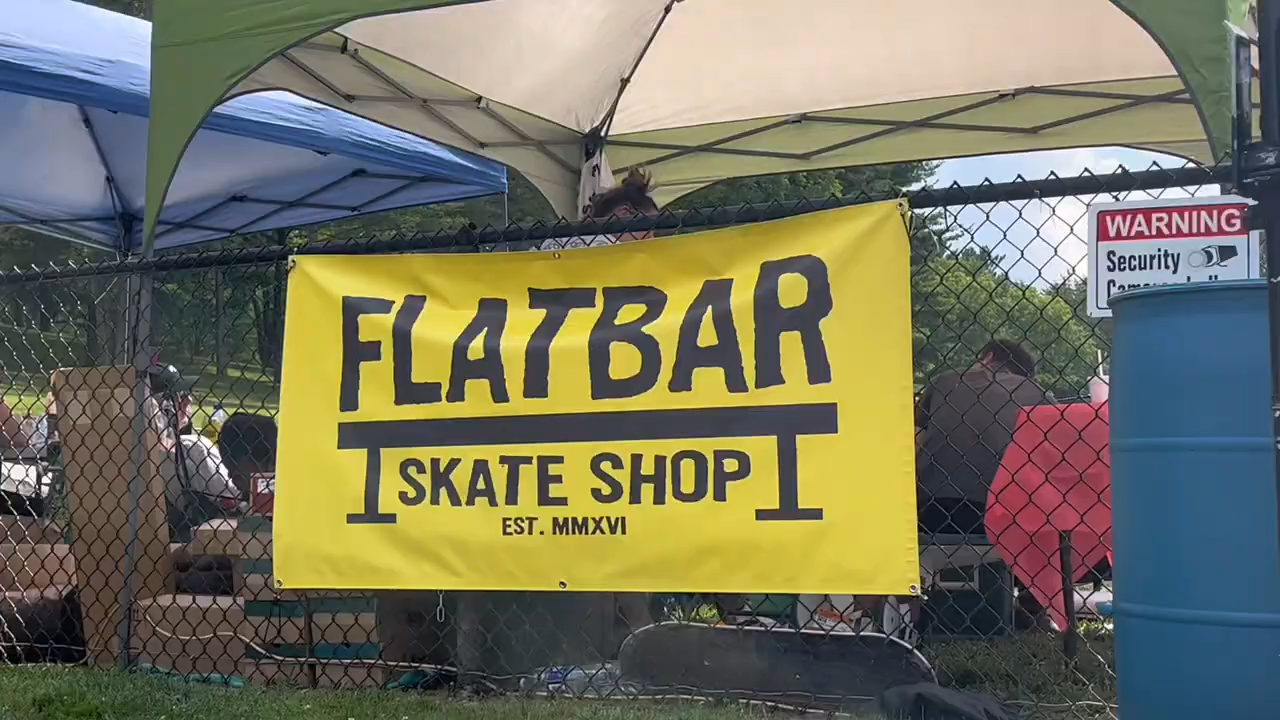 FLATBAR
SKATE SHOP
EST. MMXVI
WARNING
Security